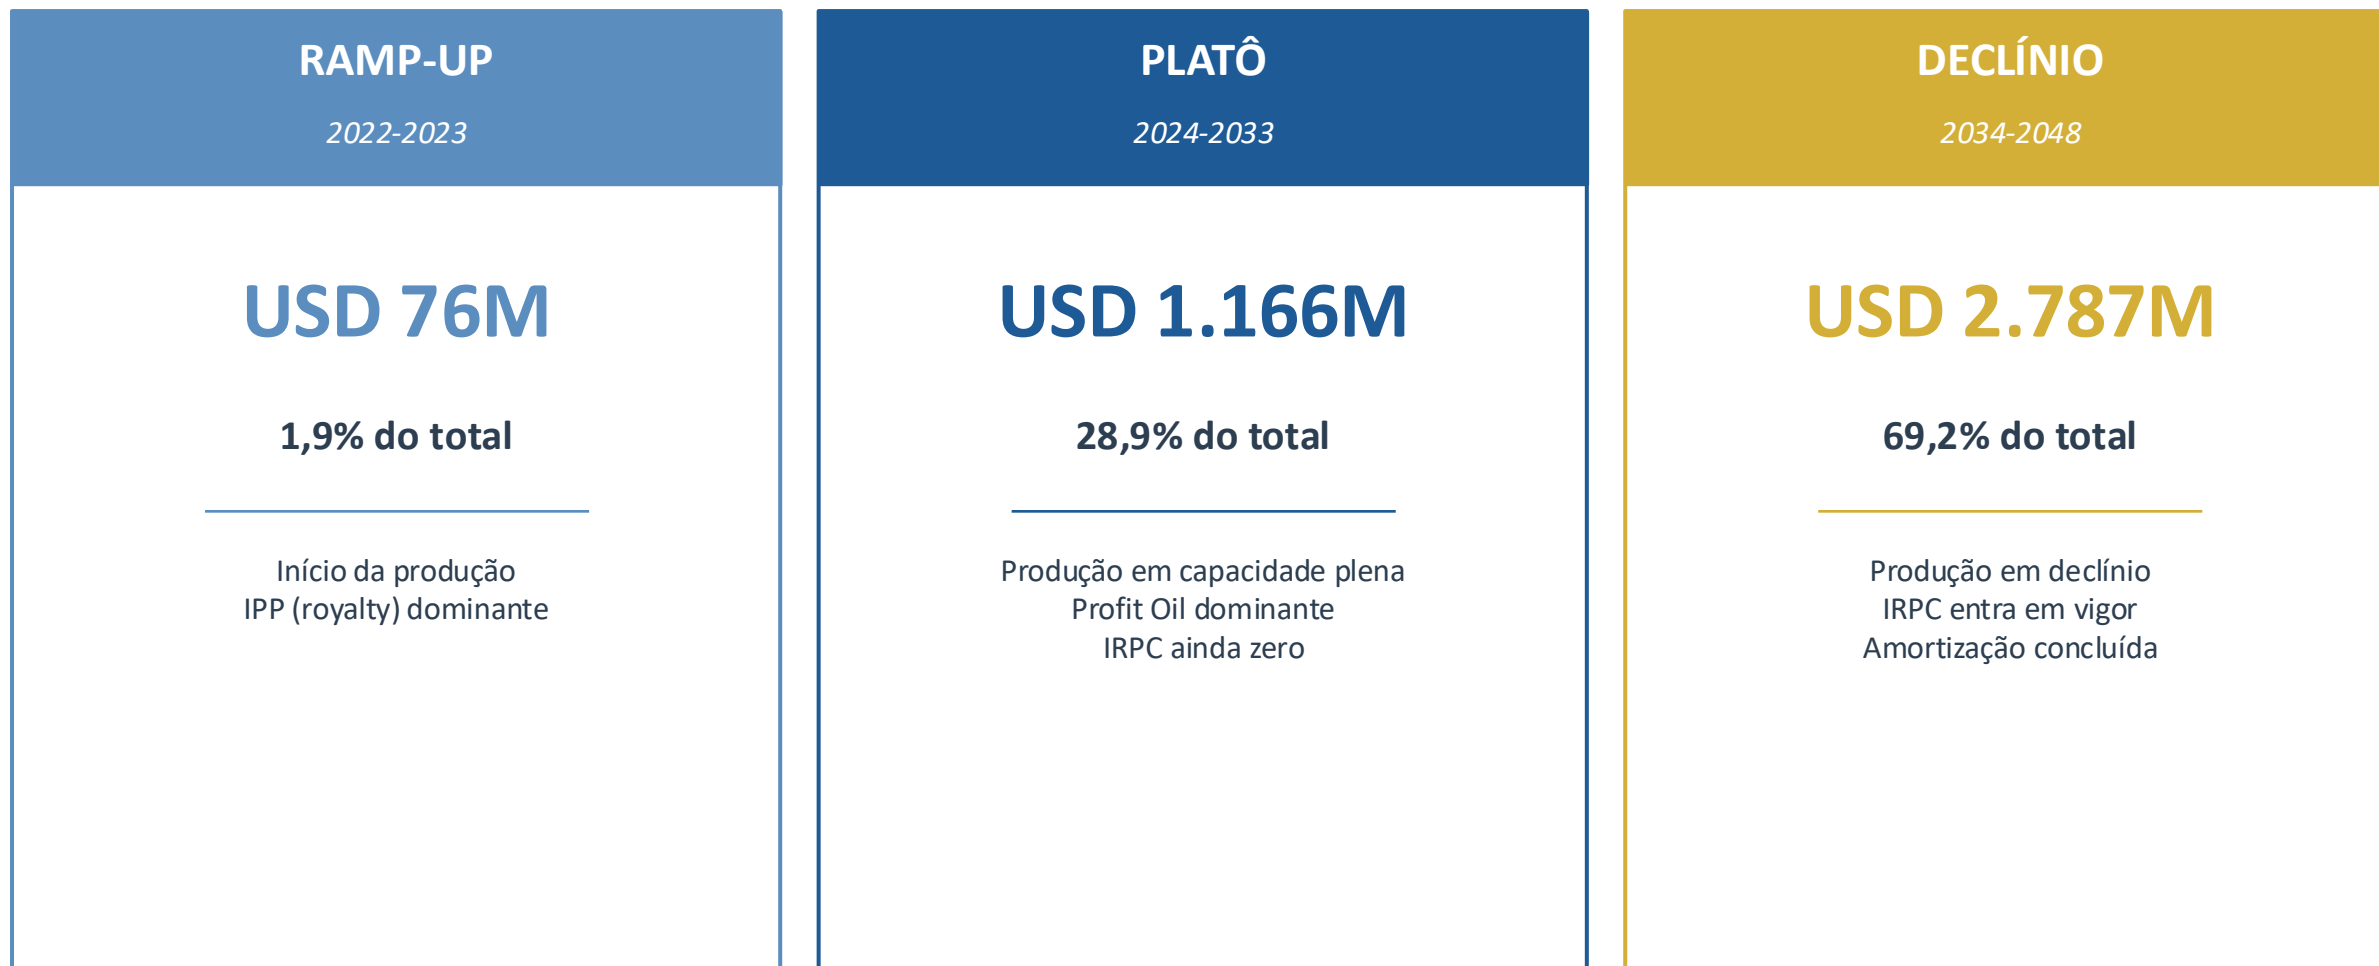 RAMP-UP
2022-2023
USD 76M
1,9% do total
Início da produção
IPP (royalty) dominante
PLATÔ
2024-2033
USD 1.166M
28,9% do total
Produção em capacidade plena
Profit Oil dominante
IRPC ainda zero
DECLÍNIO
2034-2048
USD 2.787M
69,2% do total
Produção em declínio
IRPC entra em vigor
Amortização concluída